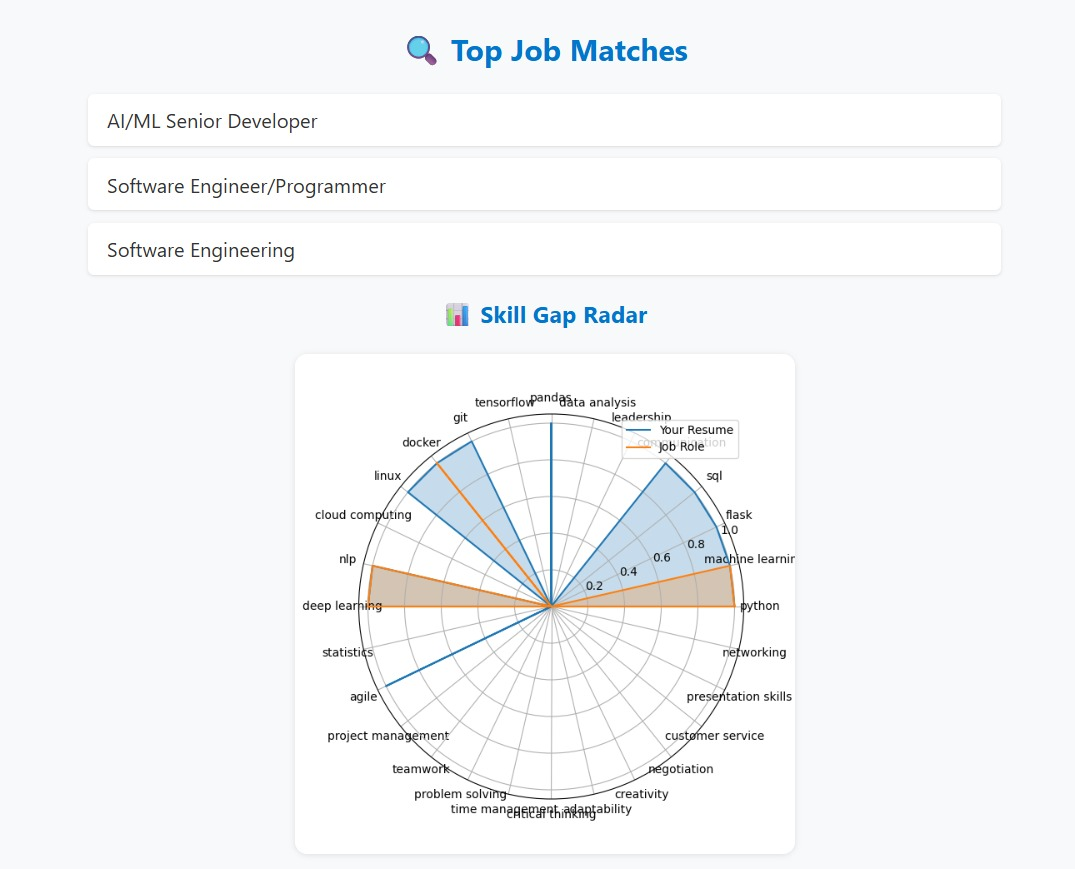 Top Job Matches
AI/ML Senior Developer
Software Engineer/Programmer
Software Engineering
Skill Gap Radar
pandas
tensorflow
data analysis
git
leadership
Your Resume
communication
Job Role
docker
linux
sql
cloud computing
flask
1.0
0.8
0.6
0.4
0.2
nlp
machine learnin
deep learning
python
statistics
networking
agile
presentation skills
project management
customer service
teamwork
negotiation
problem solving
creativity
time management
adaptability
critical thinking